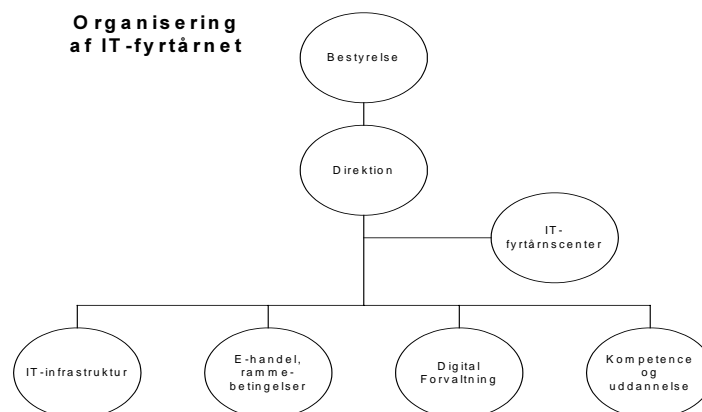 Organisering
af IT-fyrtårnet
Bestyrelse
Direktion
IT-
fyrtårnscenter
IT-infrastruktur
E-handel,
ramme-
betingelser
Digital
Forvaltning
Kompetence
og
uddannelse